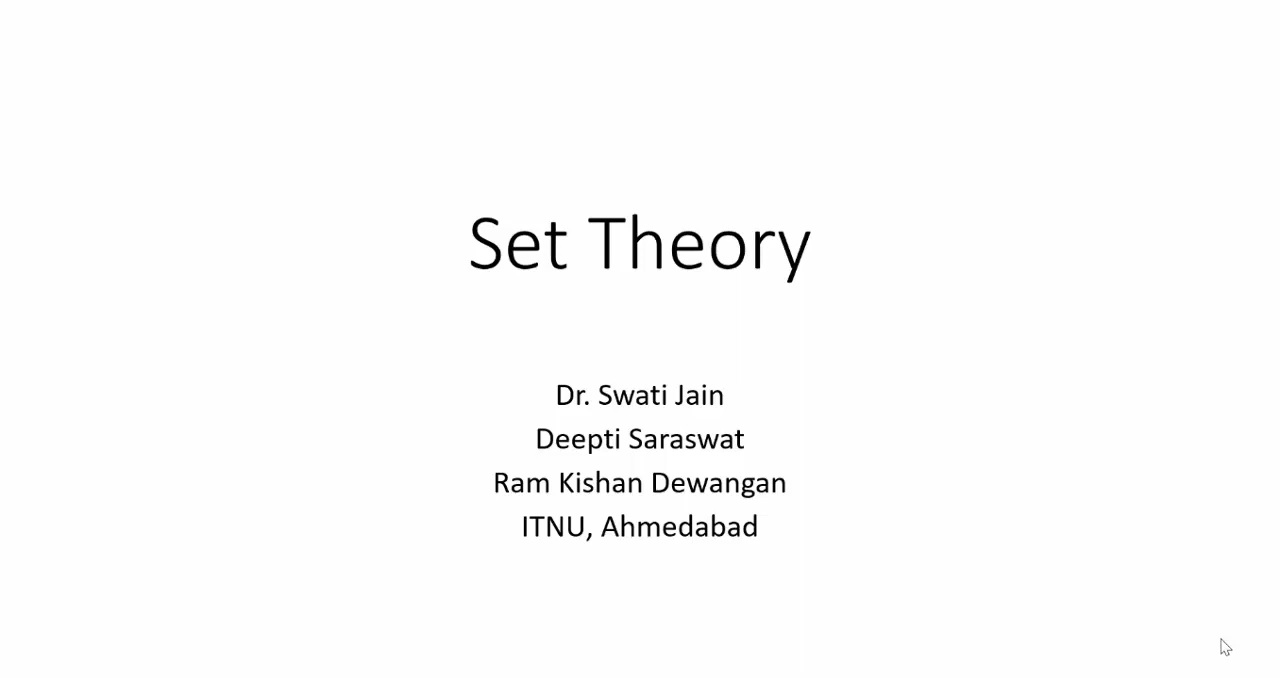 Set Theory
Dr. Swati Jain
Deepti Saraswat
Ram Kishan Dewangan
ITNU, Ahmedabad